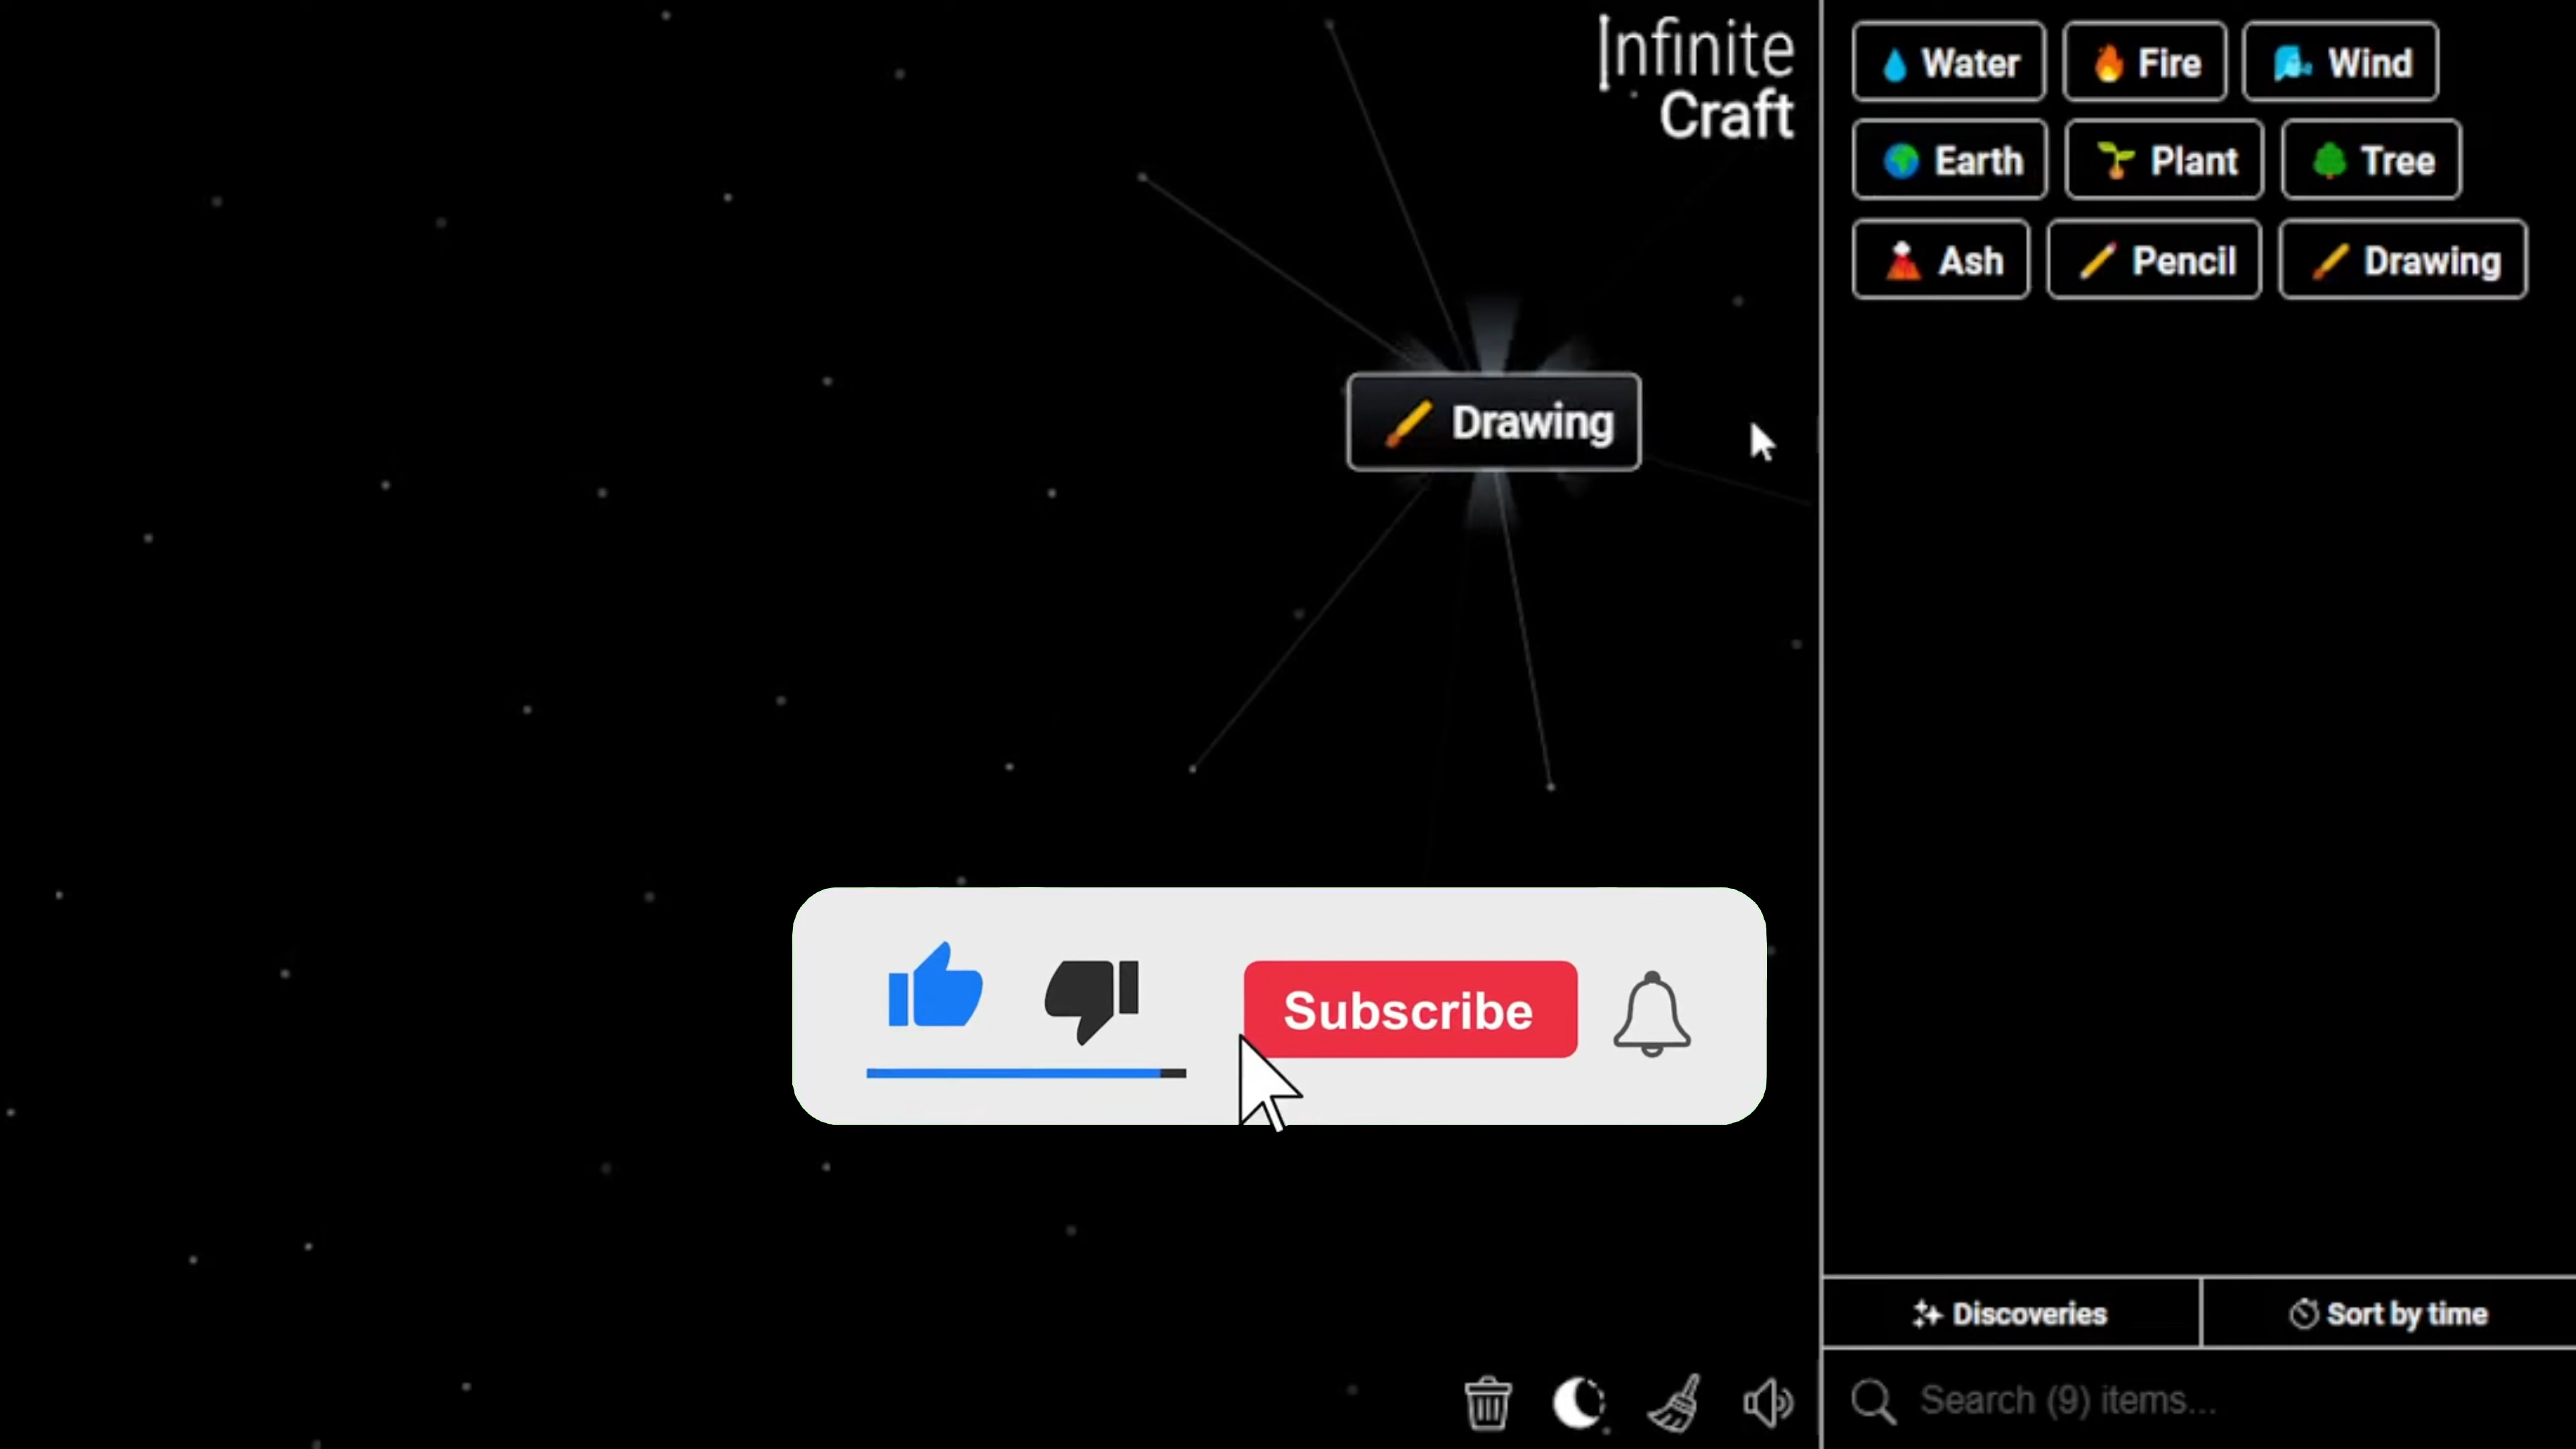 Infinite
Craft
Water
Fire
Wind
Earth
Plant
Tree
Ash
Pencil
Drawing
Drawing
Subscribe
Discoveries
Sort by time
Search (9) items...